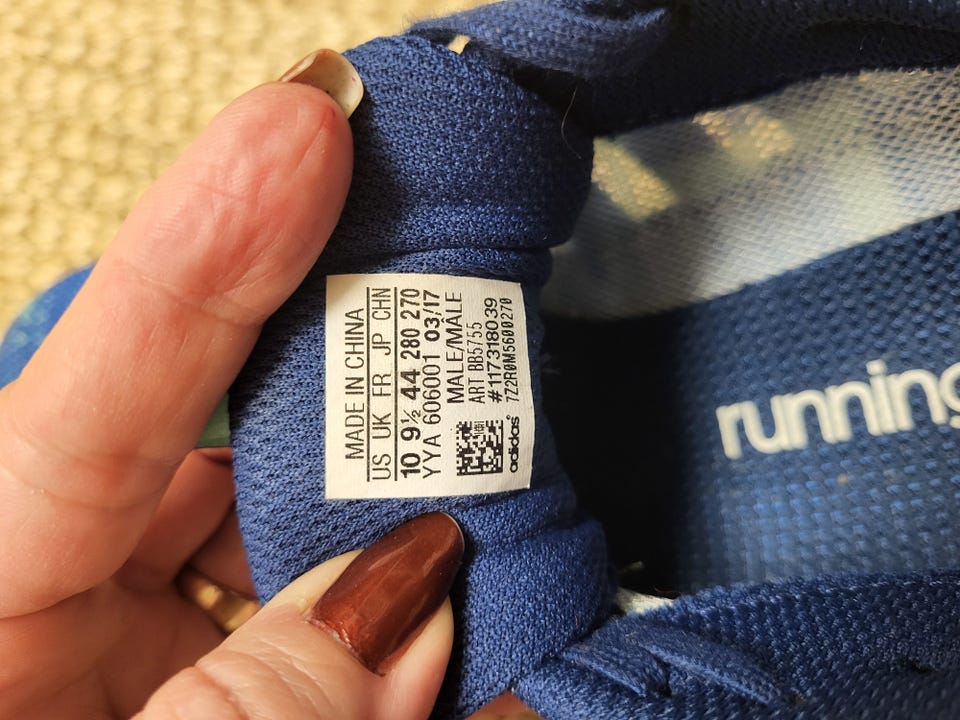 MADE IN CHINA
US UK FR JP CHN
10 9½ 44 280 270
YYA 606001 03/17
MALE/MALE
ART BB5755
#117318039
7Z2R0M5600270
adidas
running